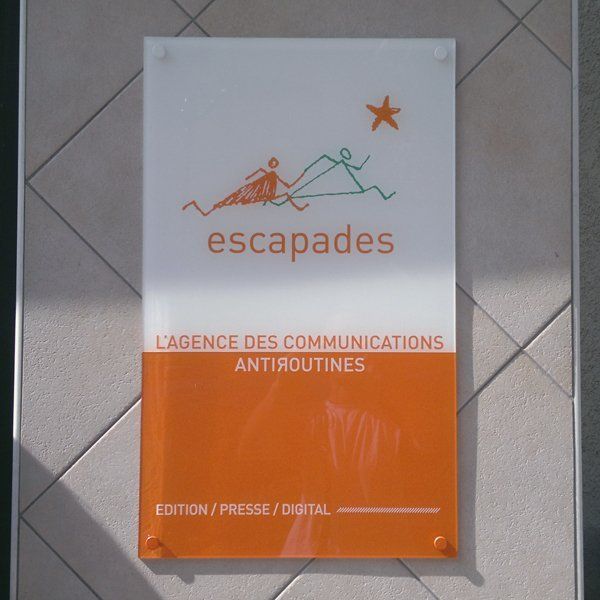 escapades
L'AGENCE DES COMMUNICATIONS
ANTIЯOUTINES
EDITION / PRESSE / DIGITAL